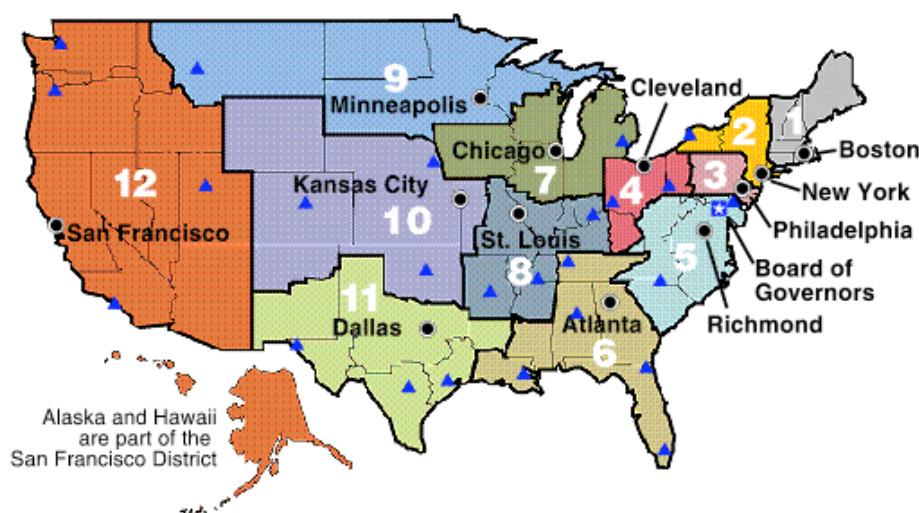 9
Minneapolis
Cleveland
2
1
Boston
Chicago
7
12
Kansas City
4
3
New York
10
San Francisco
St. Louis
Philadelphia
8
5
Board of
Governors
11
Dallas
Atlanta
Richmond
6
Alaska and Hawaii
are part of the
San Francisco District